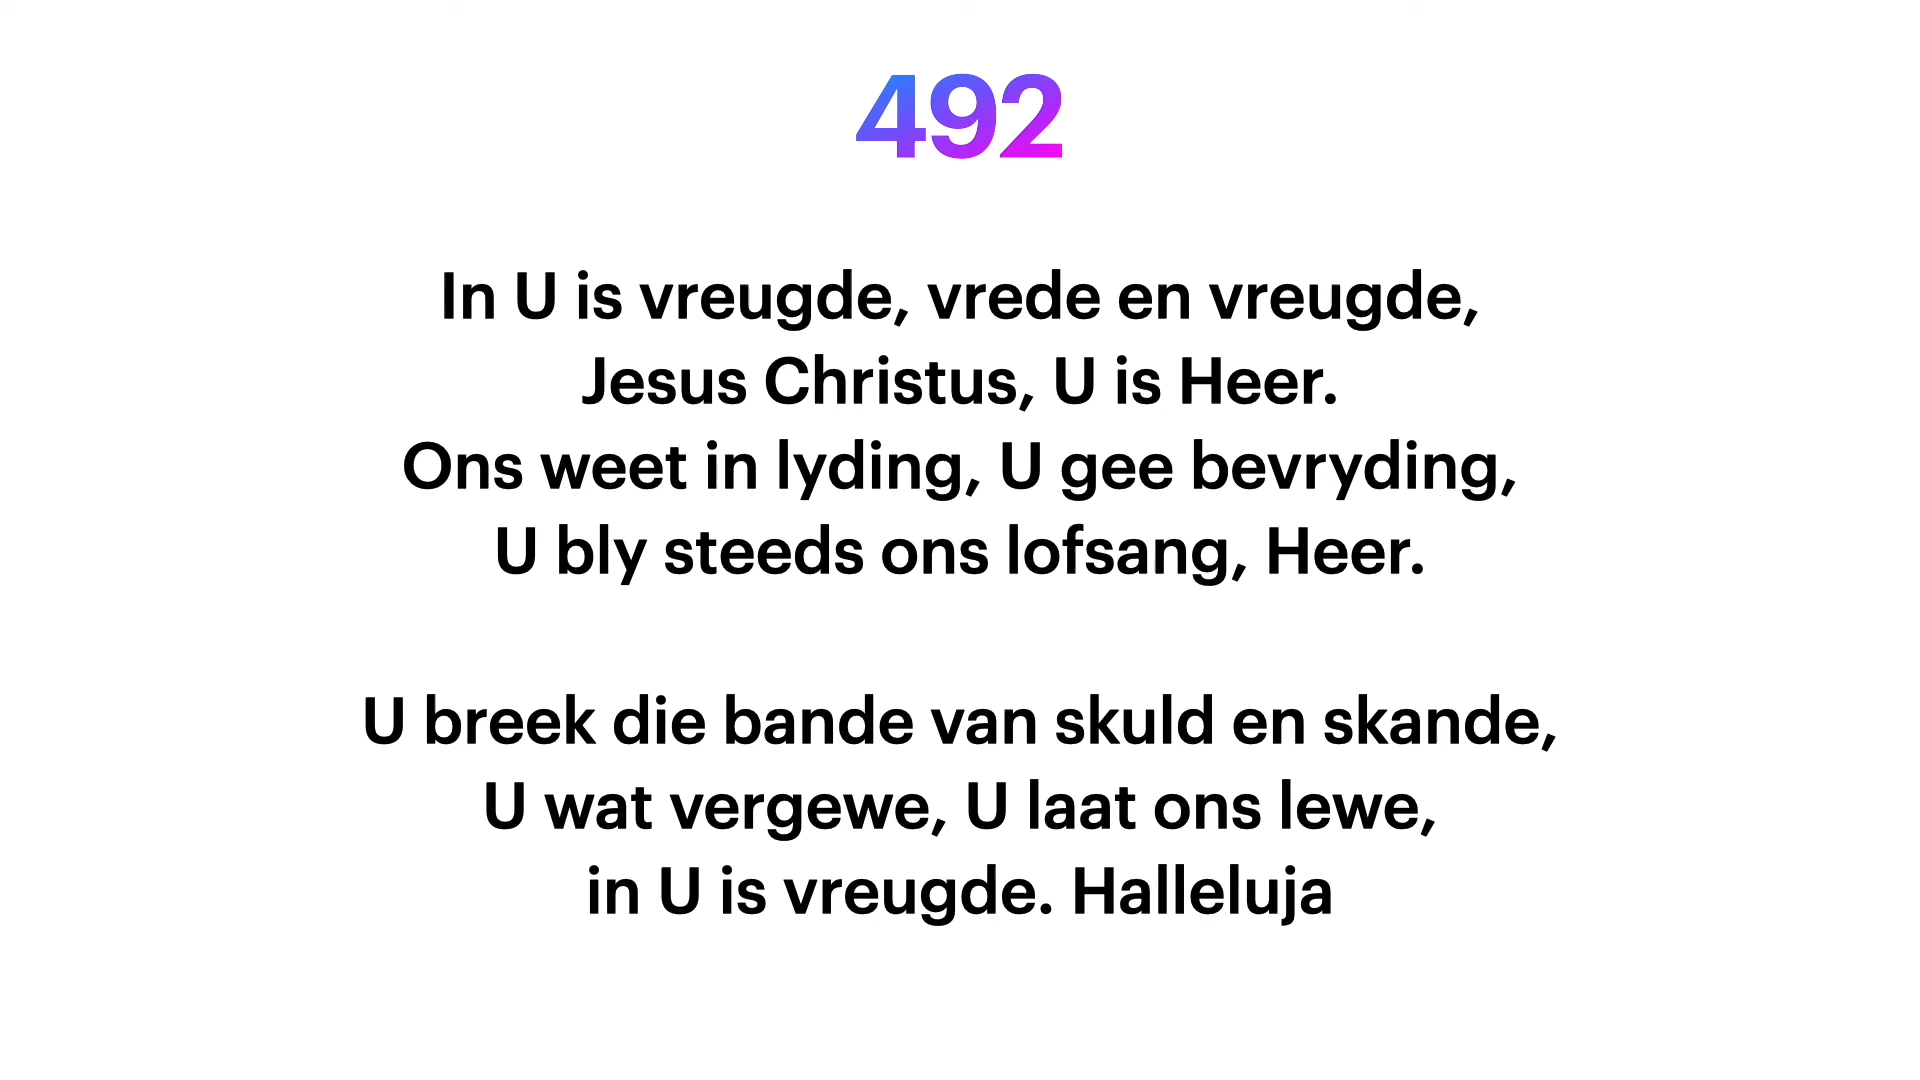 492
In U is vreugde, vrede en vreugde,
Jesus Christus, U is Heer.
Ons weet in lyding, U gee bevryding,
U bly steeds ons lofsang, Heer.
U breek die bande van skuld en skande,
U wat vergewe, U laat ons lewe,
in U is vreugde. Halleluja